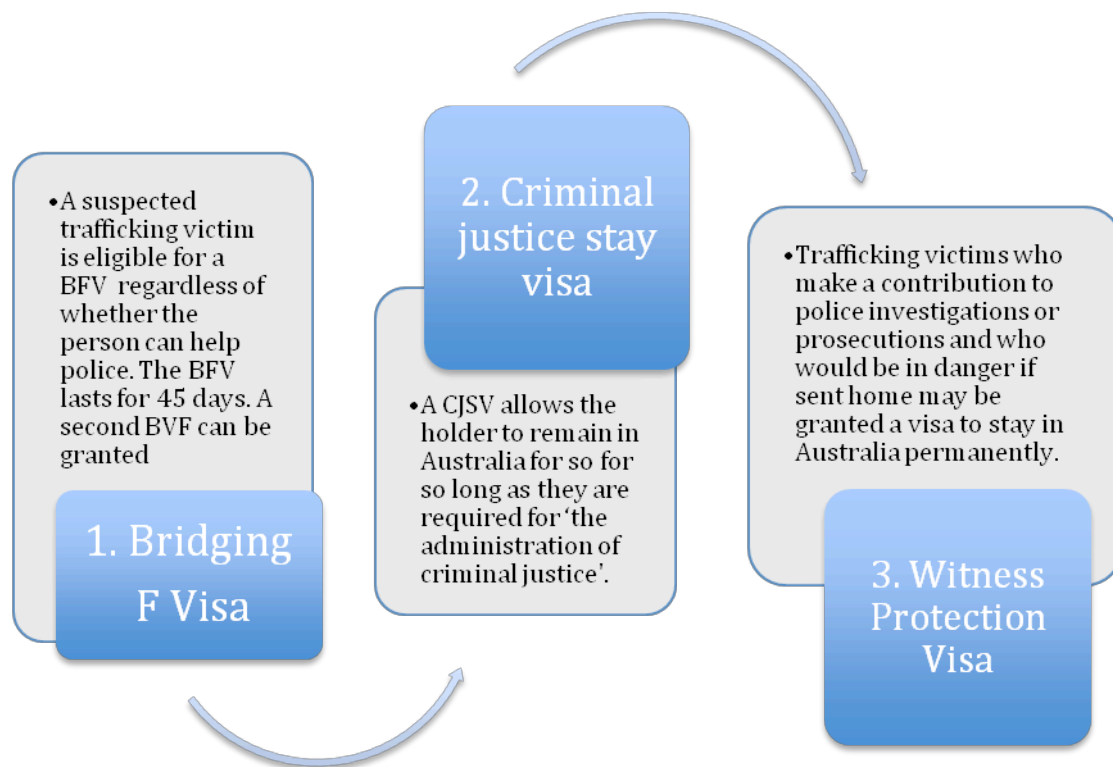 •A suspected
trafficking victim
is eligible for a
BFV regardless of
whether the
person can help
police. The BFV
lasts for 45 days. A
second BVF can be
granted
1. Bridging
F Visa
2. Criminal
justice stay
visa
•A CJSV allows the
holder to remain in
Australia for so for
so long as they are
required for ‘the
administration of
criminal justice’.
•Trafficking victims who
make a contribution to
police investigations or
prosecutions and who
would be in danger if
sent home may be
granted a visa to stay in
Australia permanently.
3. Witness
Protection
Visa